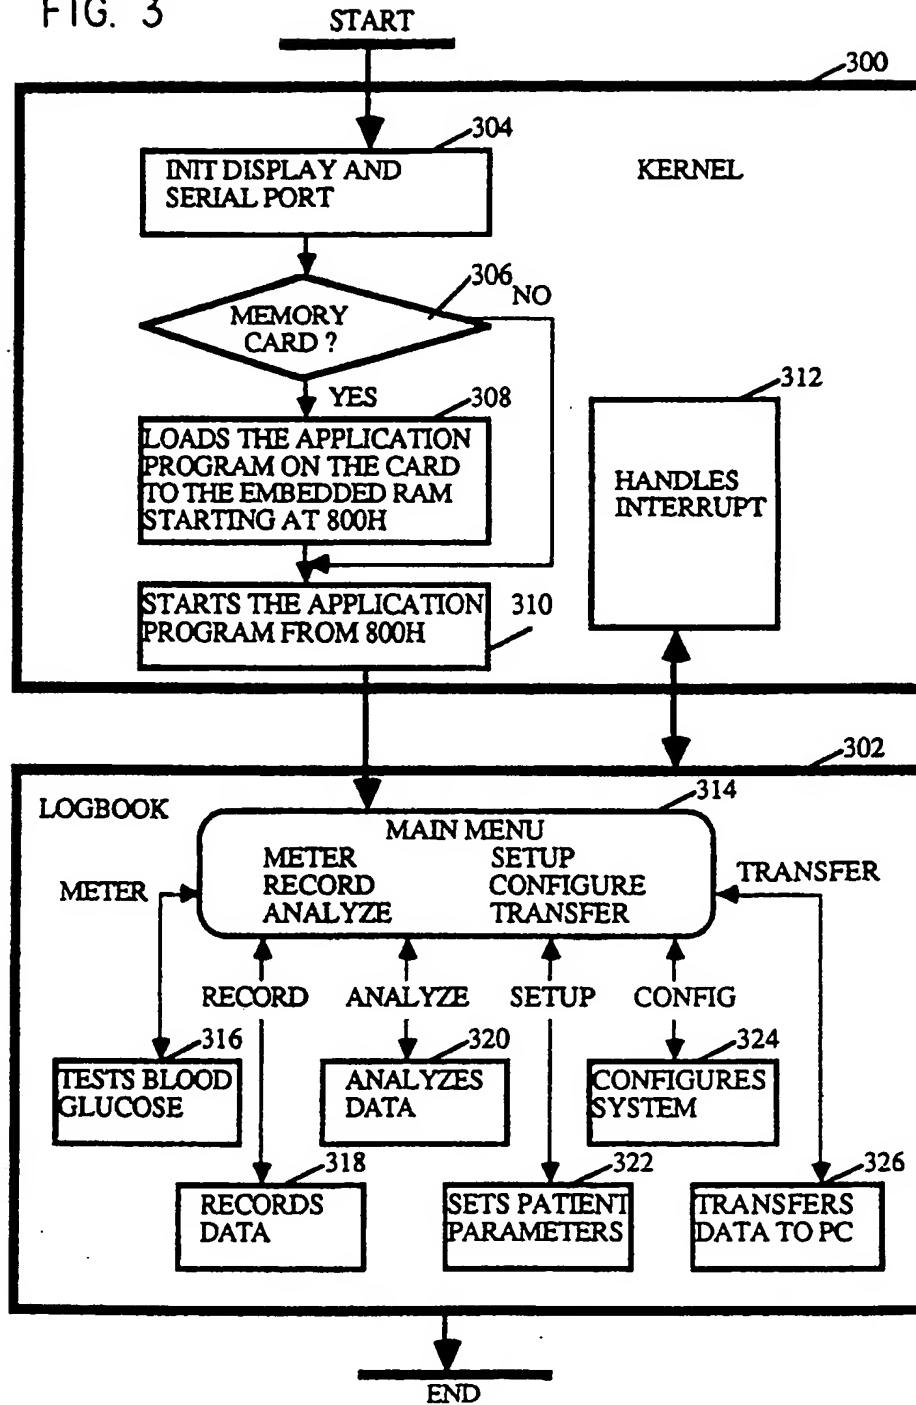 FIG. 3
START
300
304
INIT DISPLAY AND
SERIAL PORT
KERNEL
306
NO
MEMORY
CARD ?
YES
308
312
LOADS THE APPLICATION
PROGRAM ON THE CARD
TO THE EMBEDDED RAM
STARTING AT 800H
HANDLES
INTERRUPT
STARTS THE APPLICATION
PROGRAM FROM 800H
310
302
LOGBOOK
314
MAIN MENU
METER SETUP
RECORD CONFIGURE
ANALYZE TRANSFER
METER
TRANSFER
RECORD ANALYZE SETUP CONFIG
316
320
324
TESTS BLOOD
GLUCOSE
ANALYZES
DATA
CONFIGURES
SYSTEM
318
322
326
RECORDS
DATA
SETS PATIENT
PARAMETERS
TRANSFERS
DATA TO PC
END